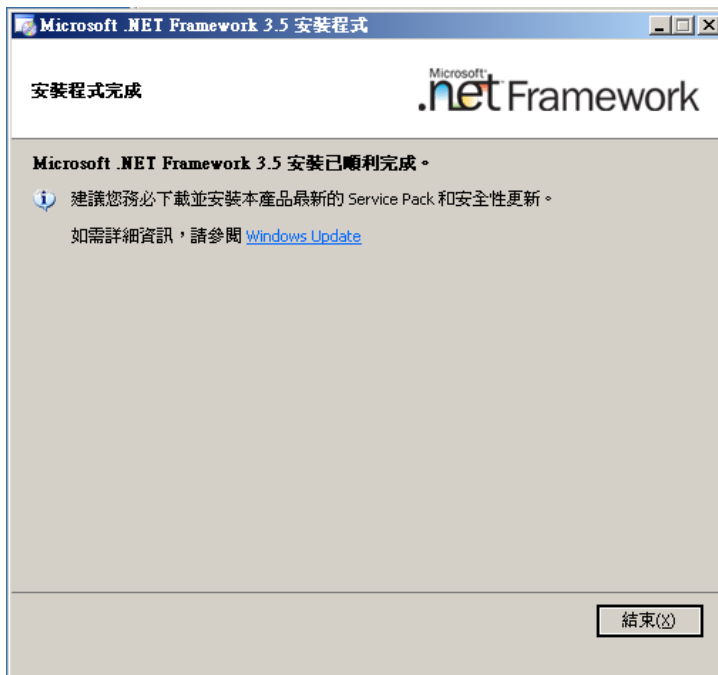 Microsoft .NET Framework 3.5 安裝程式
安裝程式完成
Microsoft
.net Framework
Microsoft .NET Framework 3.5 安裝已順利完成。
建議您務必下載並安裝本產品最新的 Service Pack 和安全性更新。
如需詳細資訊，請參閱 Windows Update
結束(X)